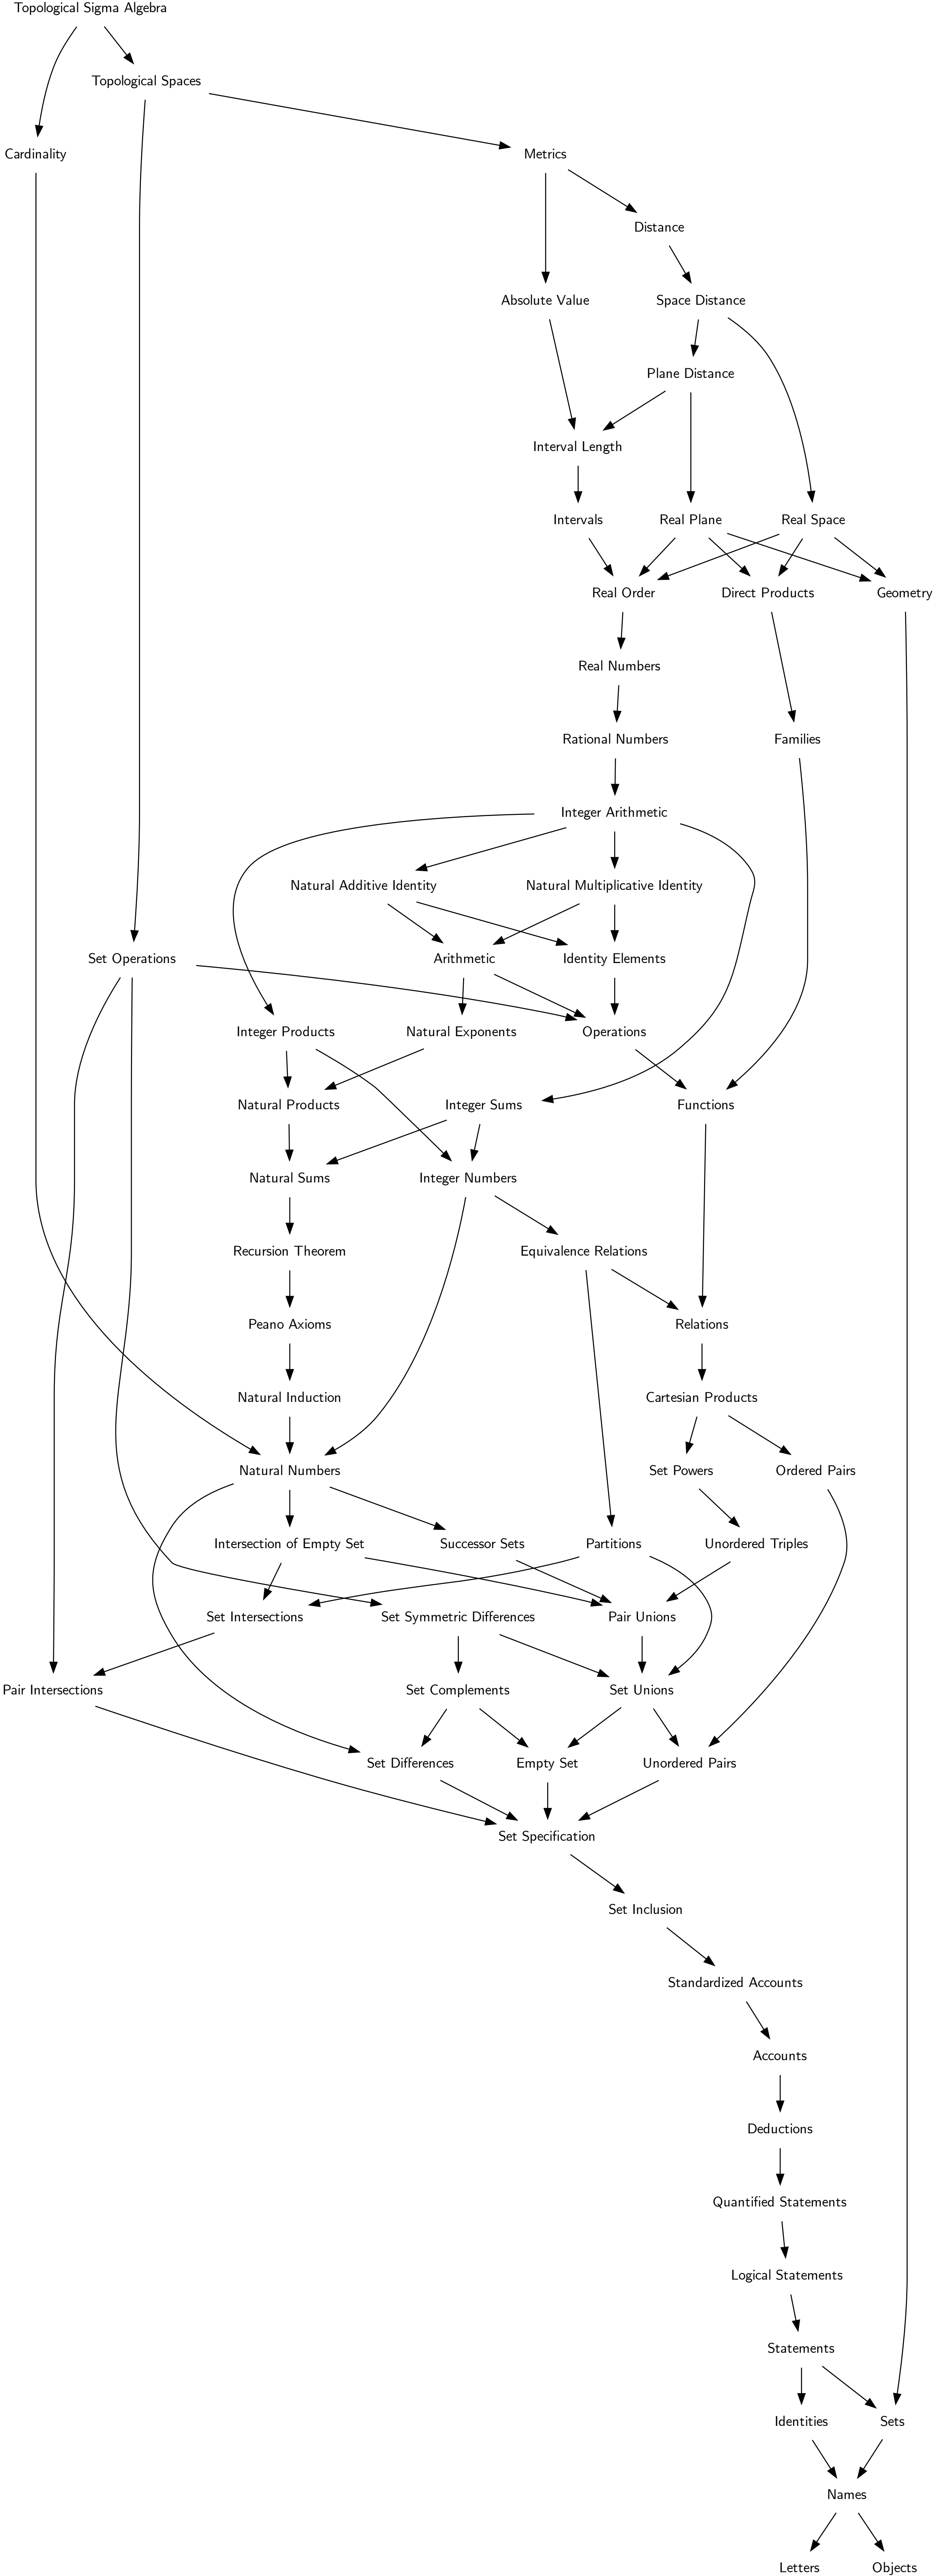 Topological Sigma Algebra
Topological Spaces
Cardinality
Metrics
Distance
Absolute Value
Space Distance
Plane Distance
Interval Length
Intervals
Real Plane
Real Space
Real Order
Direct Products
Geometry
Real Numbers
Rational Numbers
Families
Integer Arithmetic
Natural Additive Identity
Natural Multiplicative Identity
Set Operations
Arithmetic
Identity Elements
Integer Products
Natural Exponents
Operations
Natural Products
Integer Sums
Functions
Natural Sums
Integer Numbers
Recursion Theorem
Equivalence Relations
Peano Axioms
Relations
Natural Induction
Cartesian Products
Natural Numbers
Set Powers
Ordered Pairs
Intersection of Empty Set
Successor Sets
Partitions
Unordered Triples
Set Intersections
Set Symmetric Differences
Pair Unions
Pair Intersections
Set Complements
Set Unions
Set Differences
Empty Set
Unordered Pairs
Set Specification
Set Inclusion
Standardized Accounts
Accounts
Deductions
Quantified Statements
Logical Statements
Statements
Identities
Sets
Names
Letters
Objects